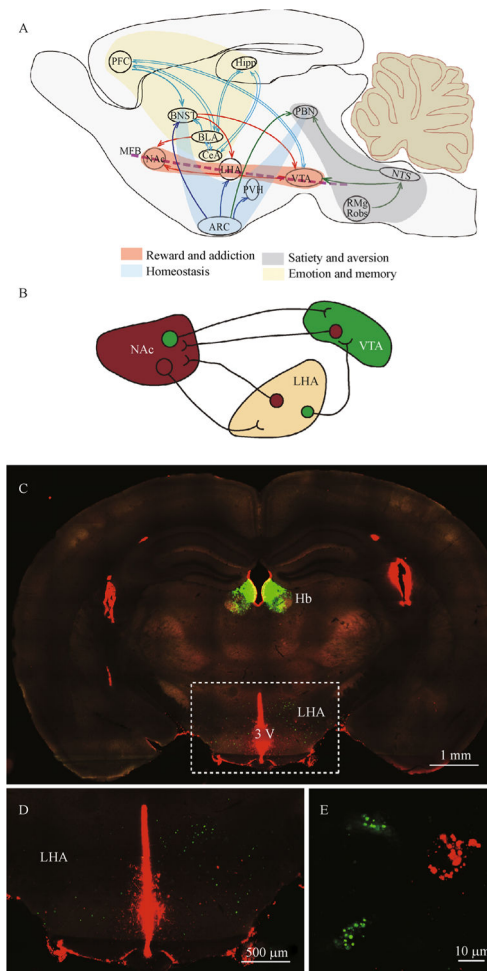 A
PFC
Hipp
BNST
PBN
BLA
CeA
MFB
NAc
LHA
VTA
NTS
PVH
RMg
Robs
ARC
Reward and addiction
Satiety and aversion
Homeostasis
Emotion and memory
B
NAc
VTA
LHA
C
Hb
LHA
3 V
1 mm
D
E
LHA
500 μm
10 μm